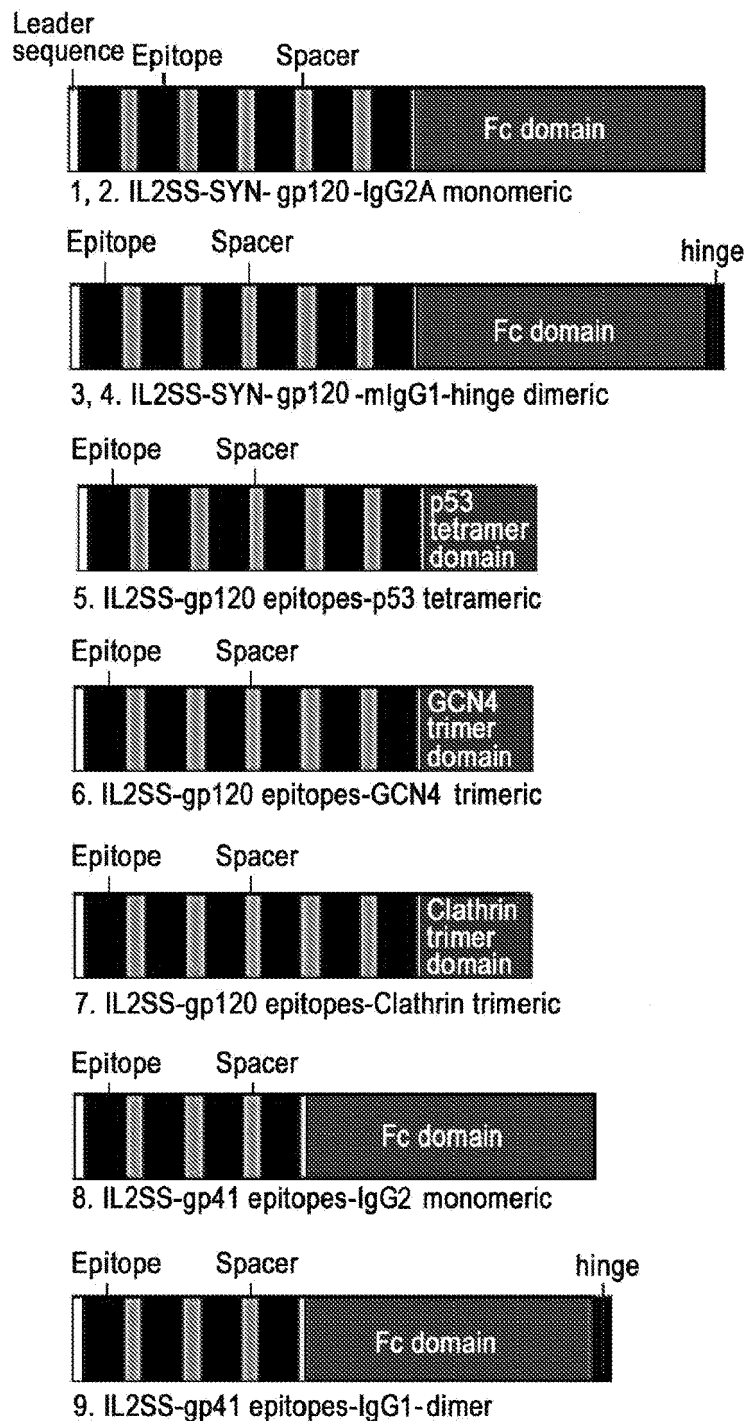 Leader
sequence Epitope Spacer
Fc domain
1, 2. IL2SS-SYN- gp120 -IgG2A monomeric
Epitope Spacer hinge
Fc domain
3, 4. IL2SS-SYN- gp120 -mIgG1-hinge dimeric
Epitope Spacer
p53
tetramer
domain
5. IL2SS-gp120 epitopes-p53 tetrameric
Epitope Spacer
GCN4
trimer
domain
6. IL2SS-gp120 epitopes-GCN4 trimeric
Epitope Spacer
Clathrin
trimer
domain
7. IL2SS-gp120 epitopes-Clathrin trimeric
Epitope Spacer
Fc domain
8. IL2SS-gp41 epitopes-IgG2 monomeric
Epitope Spacer hinge
Fc domain
9. IL2SS-gp41 epitopes-IgG1-dimer